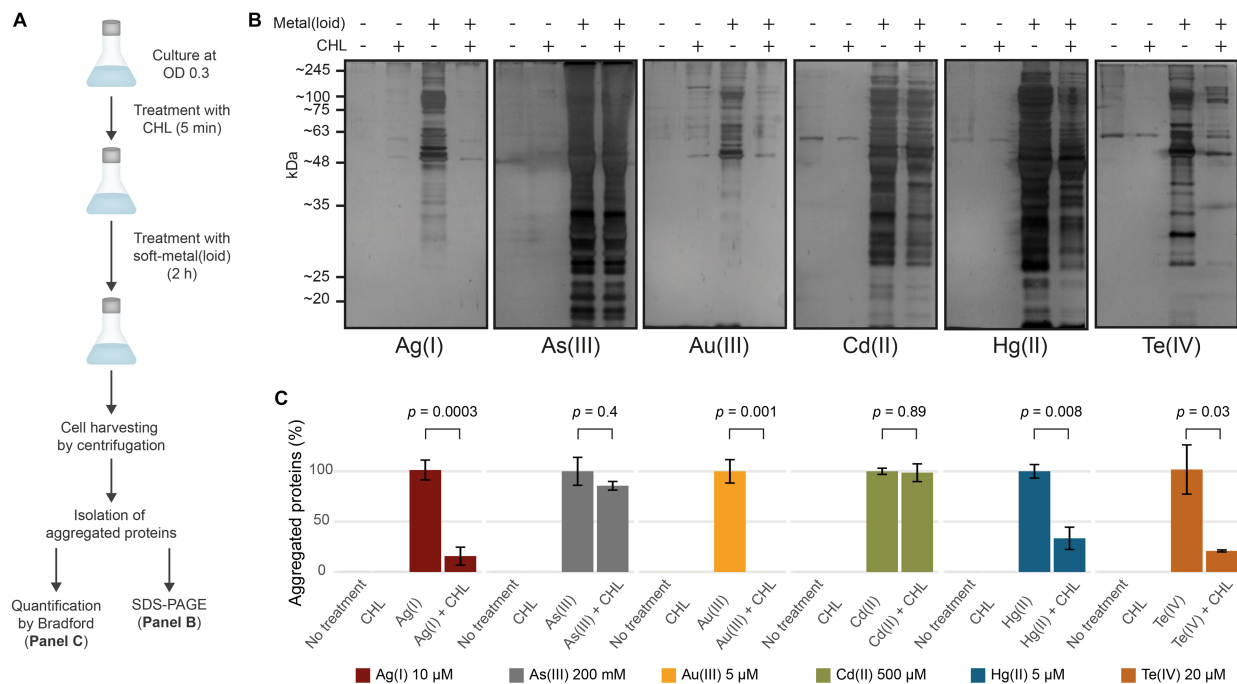 A
Culture at
OD 0.3
Treatment with
CHL (5 min)
Treatment with
soft-metal(loid)
(2 h)
Cell harvesting
by centrifugation
Isolation of
aggregated proteins
Quantification
by Bradford
(Panel C)
SDS-PAGE
(Panel B)
B
Metal(loid) - - + + - - + + - - + + - - + + - - + + - - + +
CHL - + - + - + - + - + - + - + - + - + - + - + - +
kDa
~245
~100
~75
~63
~48
~35
~25
~20
Ag(I) As(III) Au(III) Cd(II) Hg(II) Te(IV)
C
p = 0.0003 p = 0.4 p = 0.001 p = 0.89 p = 0.008 p = 0.03
Aggregated proteins (%)
100
50
0
No treatment CHL Ag(I) Ag(I) + CHL No treatment CHL As(III) As(III) + CHL No treatment CHL Au(III) Au(III) + CHL No treatment CHL Cd(II) Cd(II) + CHL No treatment CHL Hg(II) Hg(II) + CHL No treatment CHL Te(IV) Te(IV) + CHL
Ag(I) 10 μM As(III) 200 mM Au(III) 5 μM Cd(II) 500 μM Hg(II) 5 μM Te(IV) 20 μM